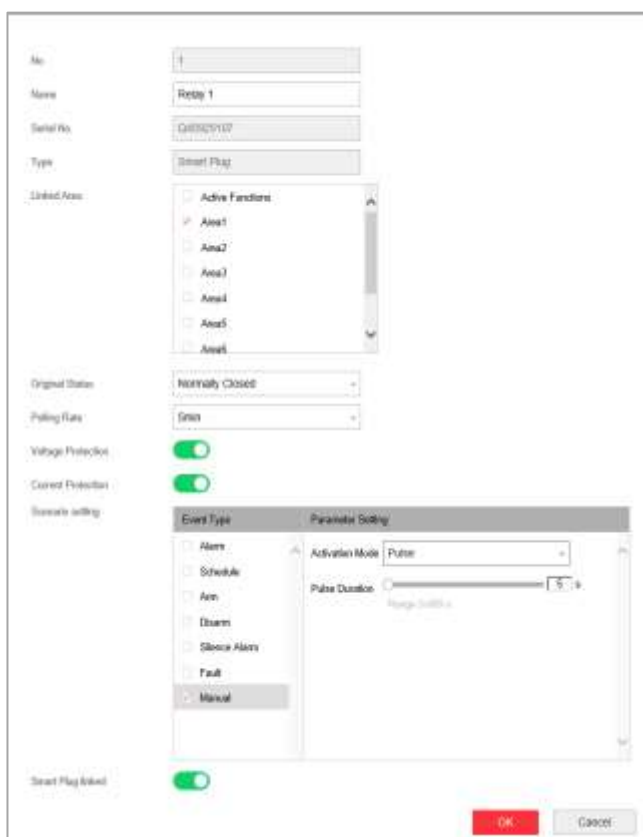 No
1
Name
Relay 1
Serial No.
Type
Smart Plug
Linked Area
Active Functions
Area1
Area2
Area3
Area4
Area5
Area6
Original Status
Normally Closed
Polling Rate
5min
Voltage Protection
Current Protection
Scenario setting
Event Type
Parameter Setting
Alarm
Schedule
Arm
Disarm
Silence Alarm
Fault
Manual
Activation Mode
Pulse
Pulse Duration
5
s
Smart Plug linked
OK
Cancel